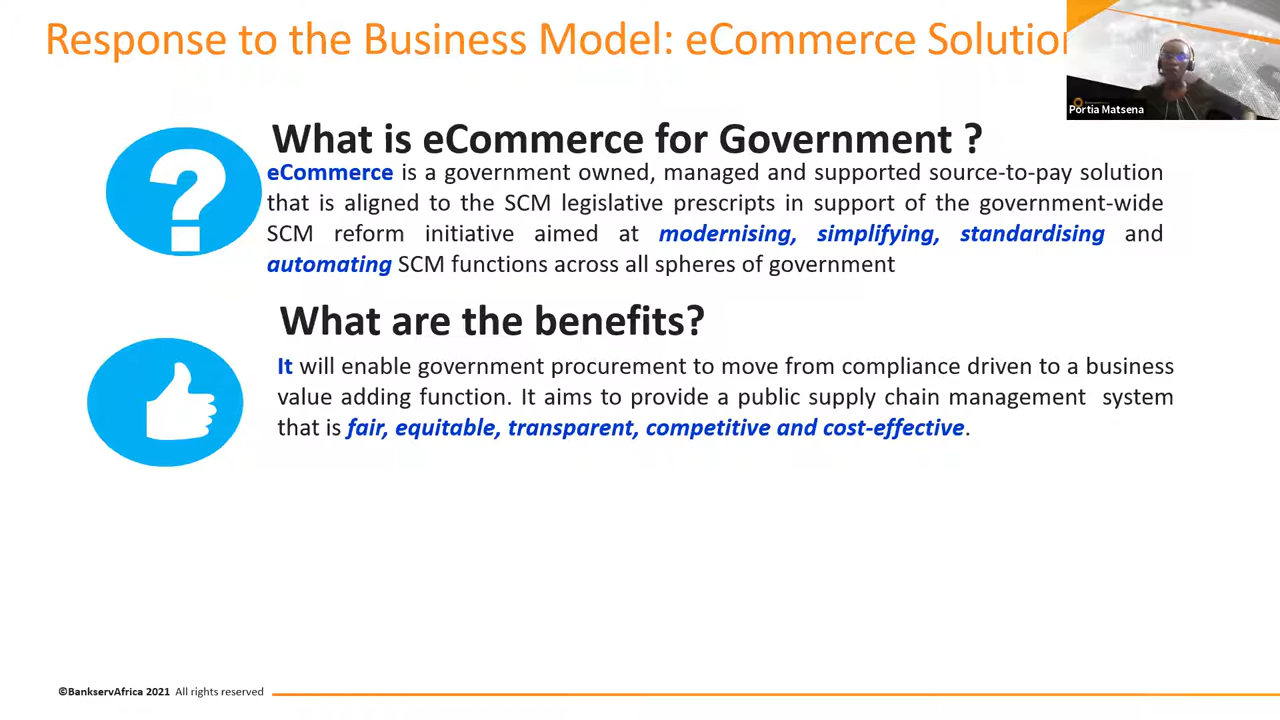 Response to the Business Model: eCommerce Solution
Portia Matsena
What is eCommerce for Government ?
eCommerce is a government owned, managed and supported source-to-pay solution
that is aligned to the SCM legislative prescripts in support of the government-wide
SCM reform initiative aimed at modernising, simplifying, standardising and
automating SCM functions across all spheres of government
What are the benefits?
It will enable government procurement to move from compliance driven to a business
value adding function. It aims to provide a public supply chain management system
that is fair, equitable, transparent, competitive and cost-effective.
©BankservAfrica 2021 All rights reserved